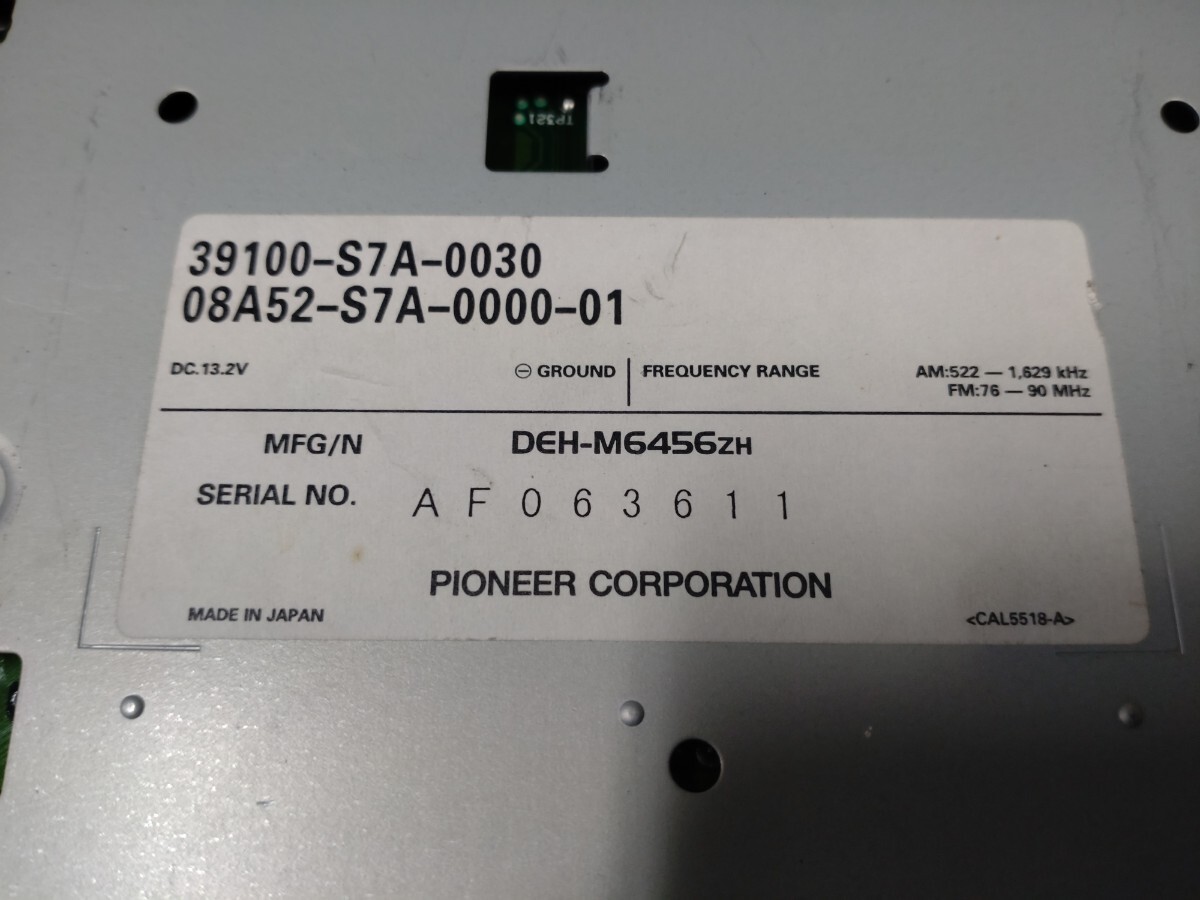 TP321
39100-S7A-0030
08A52-S7A-0000-01
DC.13.2V ⊖ GROUND FREQUENCY RANGE AM:522 — 1,629 kHz
FM:76 — 90 MHz
MFG/N DEH-M6456ZH
SERIAL NO. AF063611
PIONEER CORPORATION
MADE IN JAPAN <CAL5518-A>